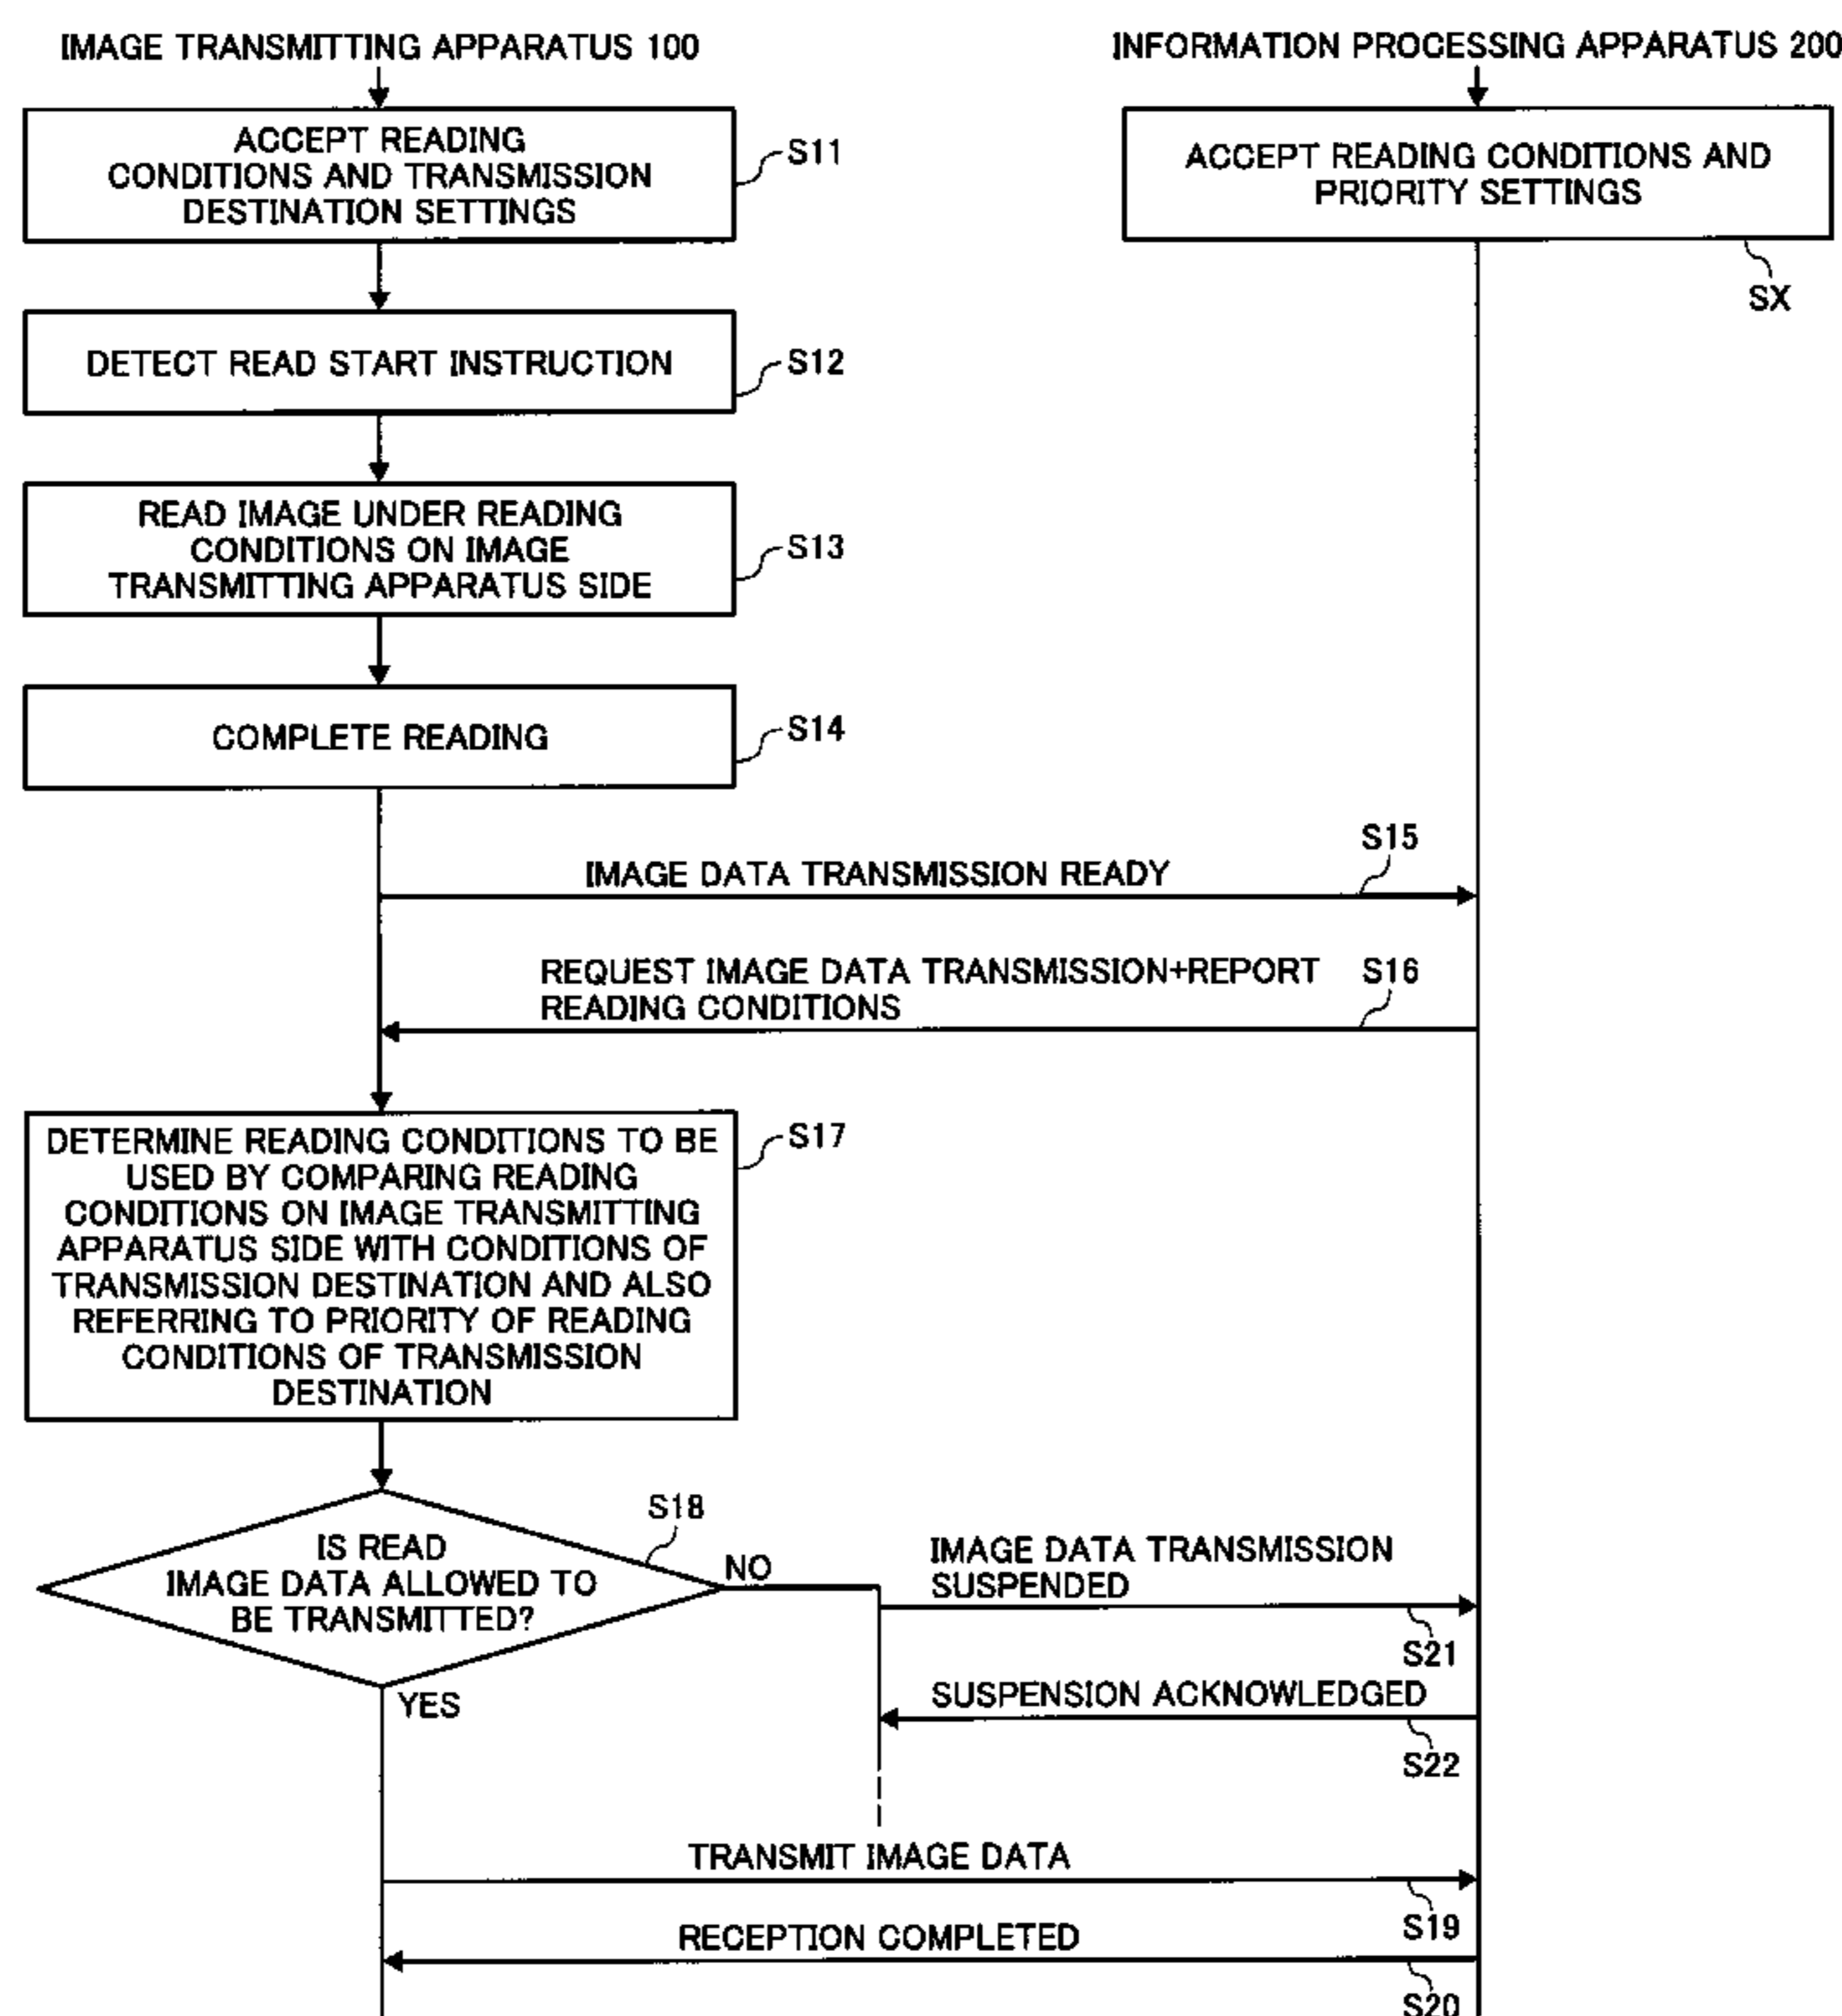 IMAGE TRANSMITTING APPARATUS 100
INFORMATION PROCESSING APPARATUS 200
ACCEPT READING
CONDITIONS AND TRANSMISSION
DESTINATION SETTINGS
S11
ACCEPT READING CONDITIONS AND
PRIORITY SETTINGS
SX
DETECT READ START INSTRUCTION
S12
READ IMAGE UNDER READING
CONDITIONS ON IMAGE
TRANSMITTING APPARATUS SIDE
S13
COMPLETE READING
S14
IMAGE DATA TRANSMISSION READY
S15
REQUEST IMAGE DATA TRANSMISSION+REPORT
READING CONDITIONS
S16
DETERMINE READING CONDITIONS TO BE
USED BY COMPARING READING
CONDITIONS ON IMAGE TRANSMITTING
APPARATUS SIDE WITH CONDITIONS OF
TRANSMISSION DESTINATION AND ALSO
REFERRING TO PRIORITY OF READING
CONDITIONS OF TRANSMISSION
DESTINATION
S17
IS READ
IMAGE DATA ALLOWED TO
BE TRANSMITTED?
S18
NO
YES
IMAGE DATA TRANSMISSION
SUSPENDED
S21
SUSPENSION ACKNOWLEDGED
S22
TRANSMIT IMAGE DATA
S19
RECEPTION COMPLETED
S20